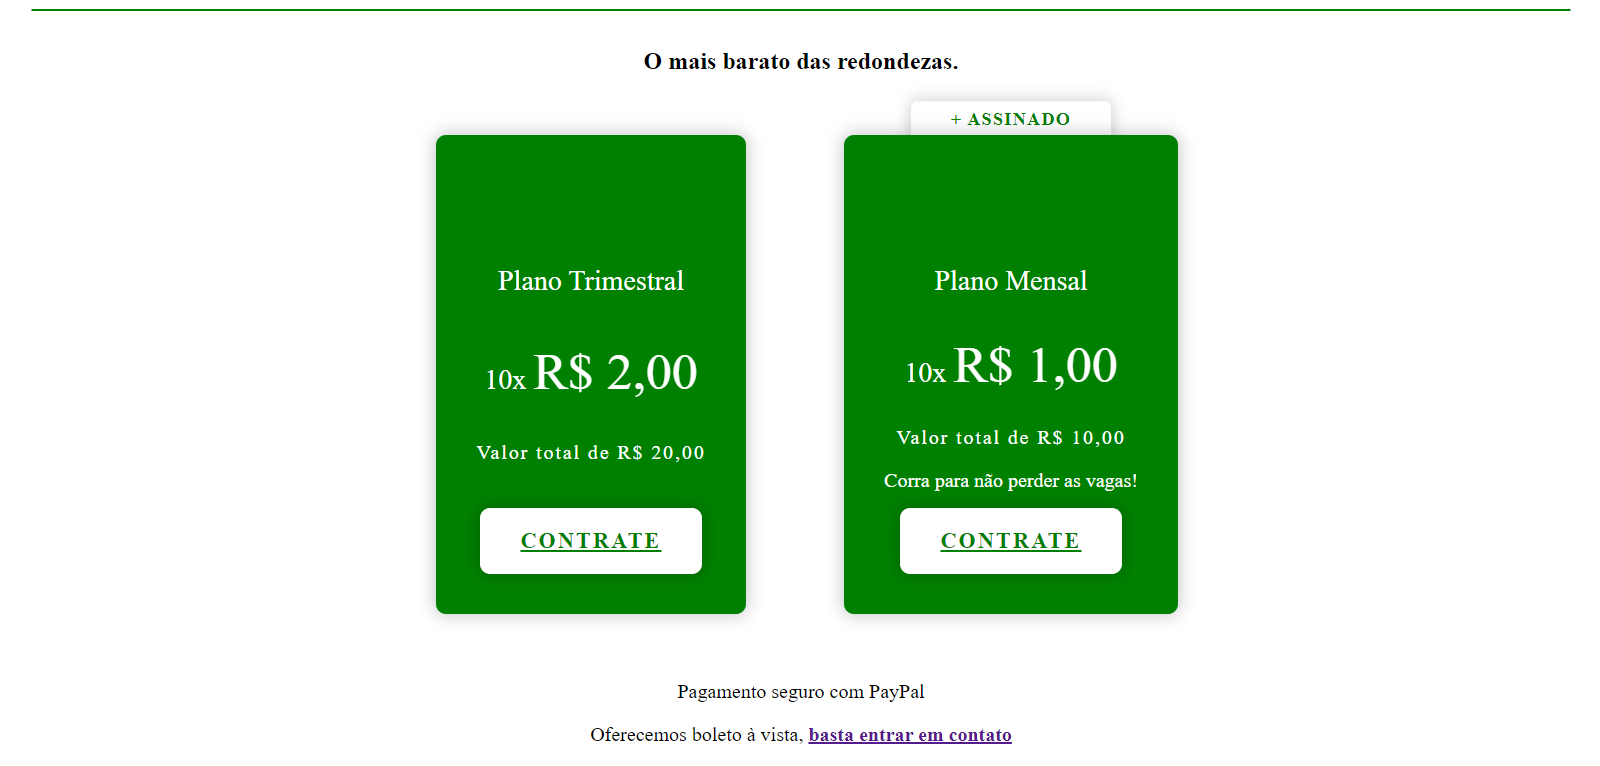 O mais barato das redondezas.
+ ASSINADO
Plano Trimestral
10x R$ 2,00
Valor total de R$ 20,00
CONTRATE
Plano Mensal
10x R$ 1,00
Valor total de R$ 10,00
Corra para não perder as vagas!
CONTRATE
Pagamento seguro com PayPal
Oferecemos boleto à vista, basta entrar em contato